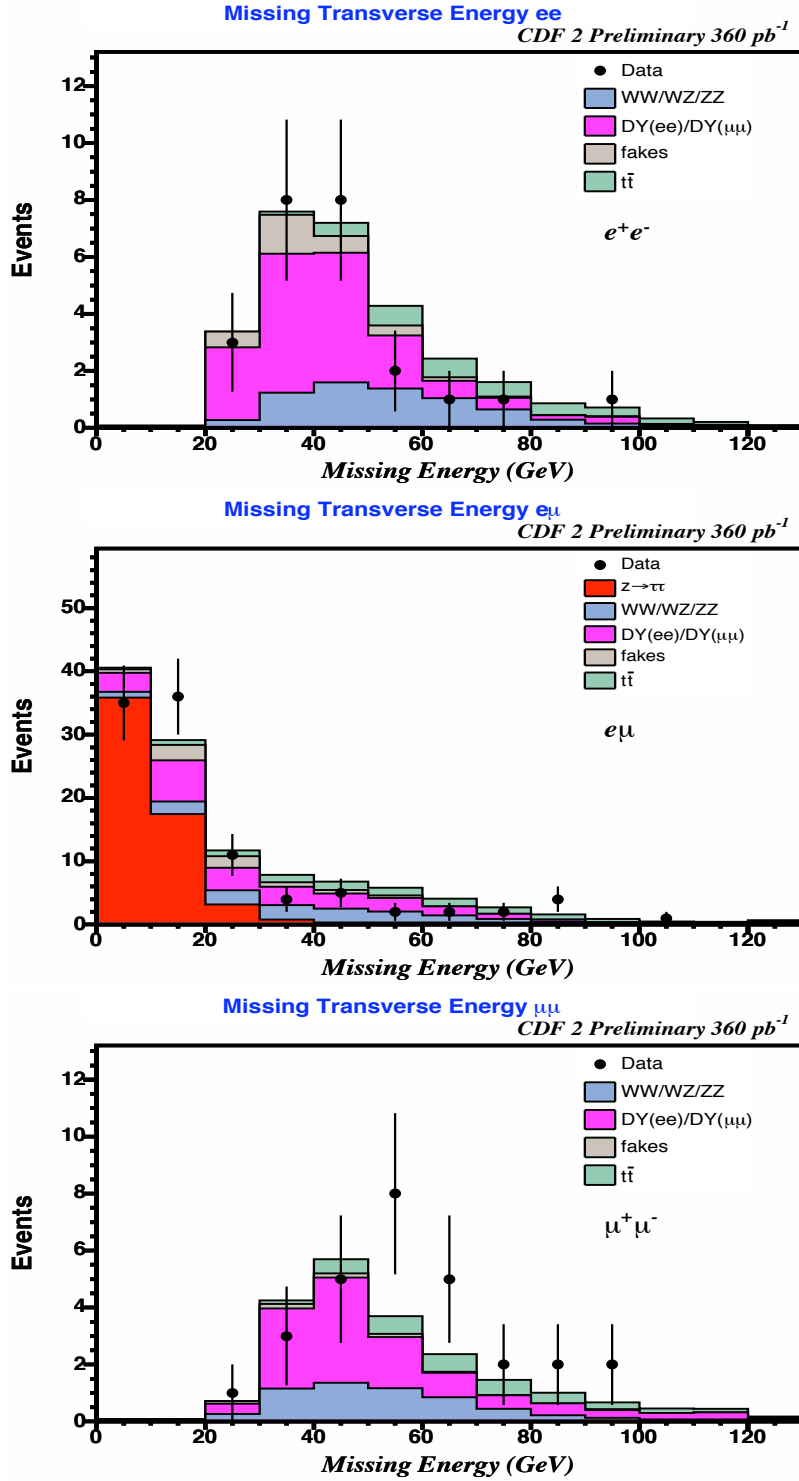 Missing Transverse Energy ee
CDF 2 Preliminary 360 pb-1
Data
WW/WZ/ZZ
DY(ee)/DY(μμ)
fakes
tt̄
e+e-
Events
12
10
8
6
4
2
0
0 20 40 60 80 100 120
Missing Energy (GeV)
Missing Transverse Energy eμ
CDF 2 Preliminary 360 pb-1
Data
z→ττ
WW/WZ/ZZ
DY(ee)/DY(μμ)
fakes
tt̄
eμ
Events
50
40
30
20
10
0
0 20 40 60 80 100 120
Missing Energy (GeV)
Missing Transverse Energy μμ
CDF 2 Preliminary 360 pb-1
Data
WW/WZ/ZZ
DY(ee)/DY(μμ)
fakes
tt̄
μ+μ-
Events
12
10
8
6
4
2
0
0 20 40 60 80 100 120
Missing Energy (GeV)